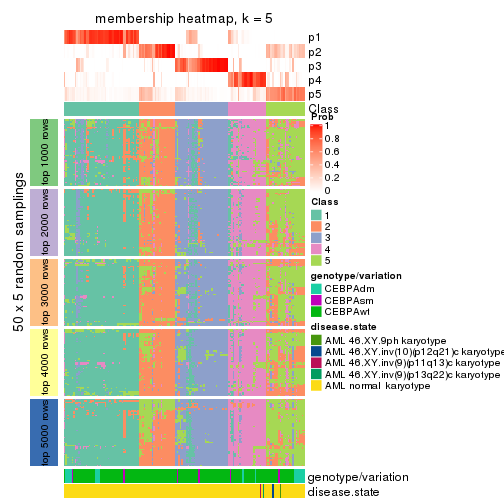 membership heatmap, k = 5
p1
p2
p3
p4
p5
Class
50 x 5 random samplings
top 1000 rows
top 2000 rows
top 3000 rows
top 4000 rows
top 5000 rows
genotype/variation
disease.state
Prob
1
0.8
0.6
0.4
0.2
0
Class
1
2
3
4
5
genotype/variation
CEBPAdm
CEBPAsm
CEBPAwt
disease.state
AML 46.XY.9ph karyotype
AML 46.XY.inv(10)(p12q21)c karyotype
AML 46.XY.inv(9)(p11q13)c karyotype
AML 46.XY.inv(9)(p13q22)c karyotype
AML normal karyotype